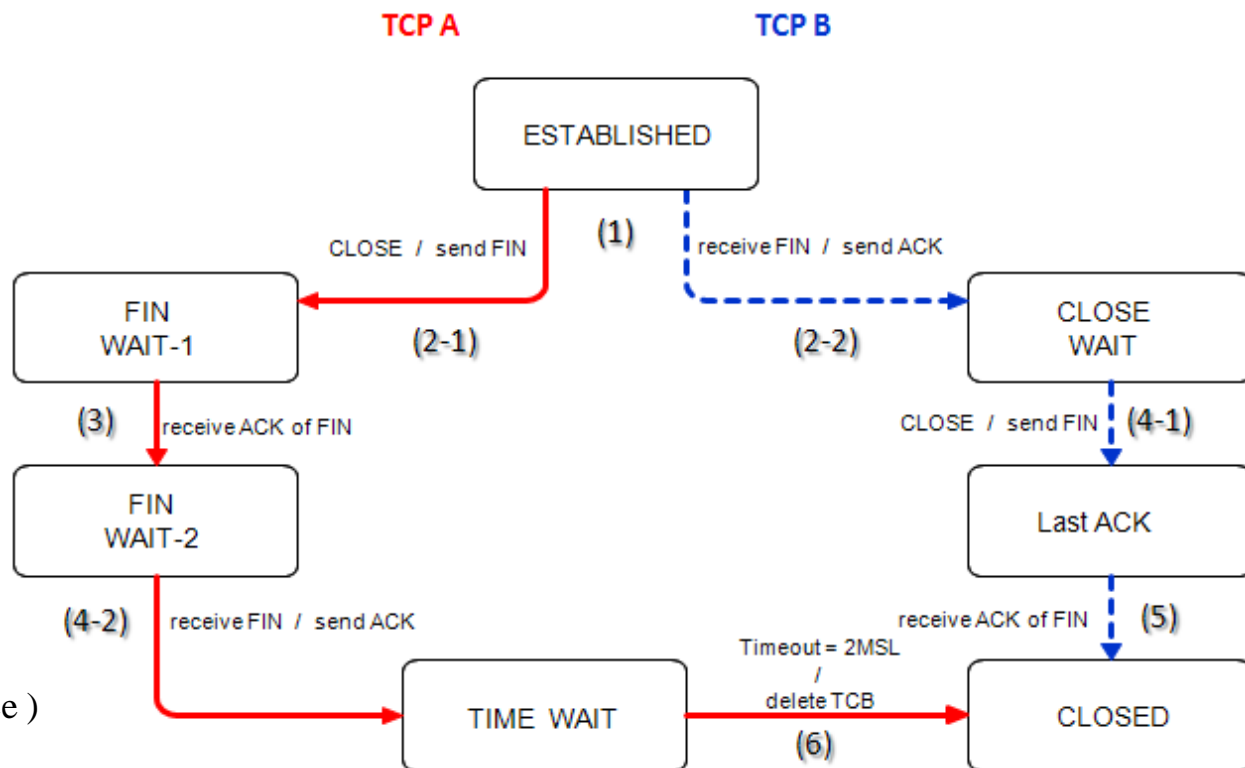 TCP A
TCP B
ESTABLISHED
(1)
CLOSE / send FIN
receive FIN / send ACK
(2-1)
(2-2)
FIN
WAIT-1
CLOSE
WAIT
(3)
receive ACK of FIN
CLOSE / send FIN
(4-1)
FIN
WAIT-2
Last ACK
(4-2)
receive FIN / send ACK
receive ACK of FIN
(5)
Timeout = 2MSL
/
delete TCB
e )
TIME WAIT
(6)
CLOSED